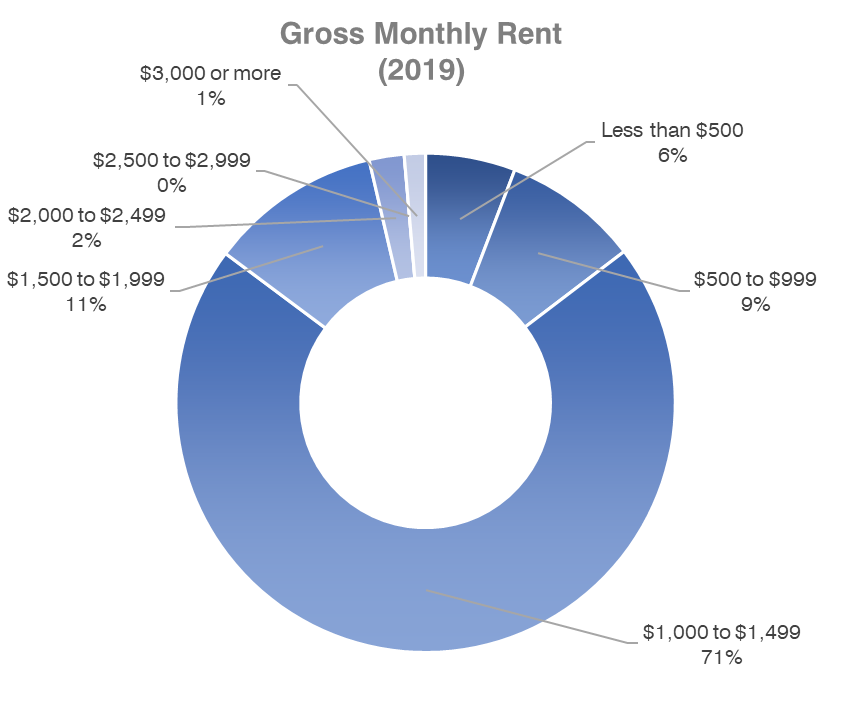 Gross Monthly Rent
(2019)
$3,000 or more
1%
Less than $500
6%
$2,500 to $2,999
0%
$2,000 to $2,499
2%
$1,500 to $1,999
11%
$500 to $999
9%
$1,000 to $1,499
71%